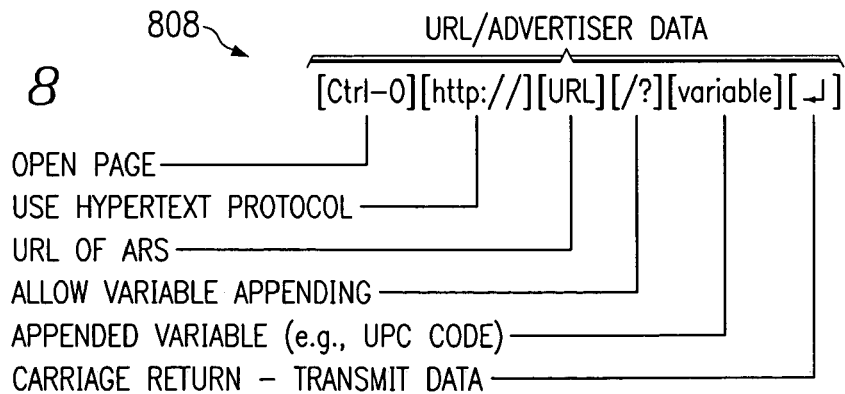 808
URL/ADVERTISER DATA
8
[Ctrl-O][http://][URL][/?][variable][↵]
OPEN PAGE
USE HYPERTEXT PROTOCOL
URL OF ARS
ALLOW VARIABLE APPENDING
APPENDED VARIABLE (e.g., UPC CODE)
CARRIAGE RETURN - TRANSMIT DATA